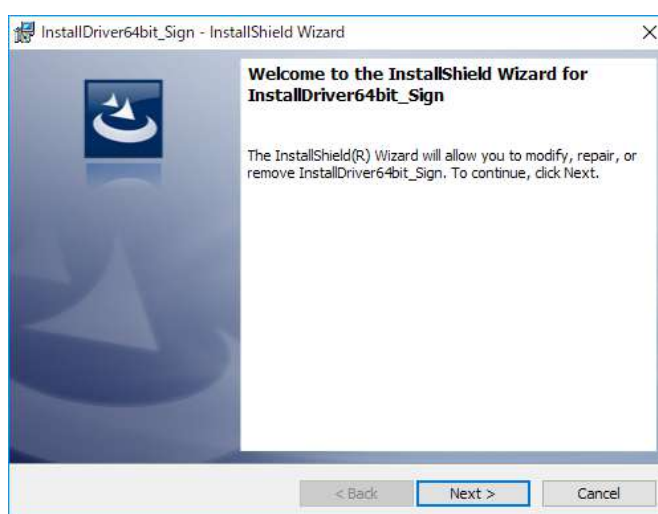 InstallDriver64bit_Sign - InstallShield Wizard
Welcome to the InstallShield Wizard for
InstallDriver64bit_Sign
The InstallShield(R) Wizard will allow you to modify, repair, or
remove InstallDriver64bit_Sign. To continue, click Next.
< Back Next > Cancel